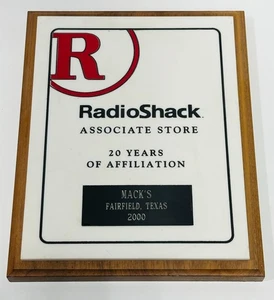 R
RadioShack.
ASSOCIATE STORE
20 YEARS
OF AFFILIATION
MACK'S
FAIRFIELD, TEXAS
2000